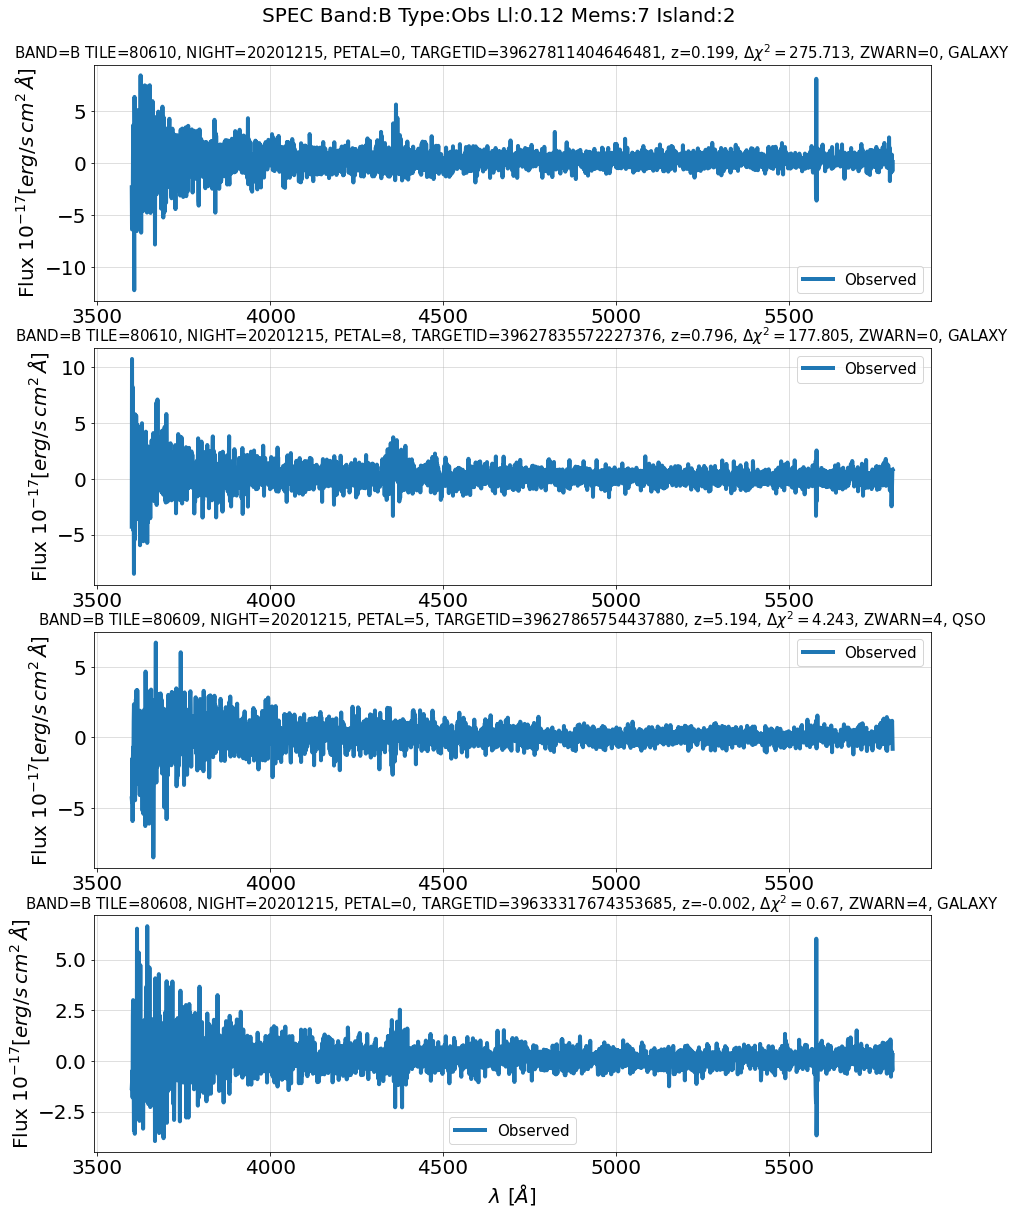 SPEC Band:B Type:Obs Ll:0.12 Mems:7 Island:2
BAND=B TILE=80610, NIGHT=20201215, PETAL=0, TARGETID=39627811404646481, z=0.199, Δχ² = 275.713, ZWARN=0, GALAXY
Flux 10⁻¹⁷[erg/s cm² Å]
5
0
−5
−10
Observed
3500 4000 4500 5000 5500
BAND=B TILE=80610, NIGHT=20201215, PETAL=8, TARGETID=39627835572227376, z=0.796, Δχ² = 177.805, ZWARN=0, GALAXY
Flux 10⁻¹⁷[erg/s cm² Å]
10
5
0
−5
Observed
3500 4000 4500 5000 5500
BAND=B TILE=80609, NIGHT=20201215, PETAL=5, TARGETID=39627865754437880, z=5.194, Δχ² = 4.243, ZWARN=4, QSO
Flux 10⁻¹⁷[erg/s cm² Å]
5
0
−5
Observed
3500 4000 4500 5000 5500
BAND=B TILE=80608, NIGHT=20201215, PETAL=0, TARGETID=39633317674353685, z=-0.002, Δχ² = 0.67, ZWARN=4, GALAXY
Flux 10⁻¹⁷[erg/s cm² Å]
5.0
2.5
0.0
−2.5
Observed
3500 4000 4500 5000 5500
λ [Å]